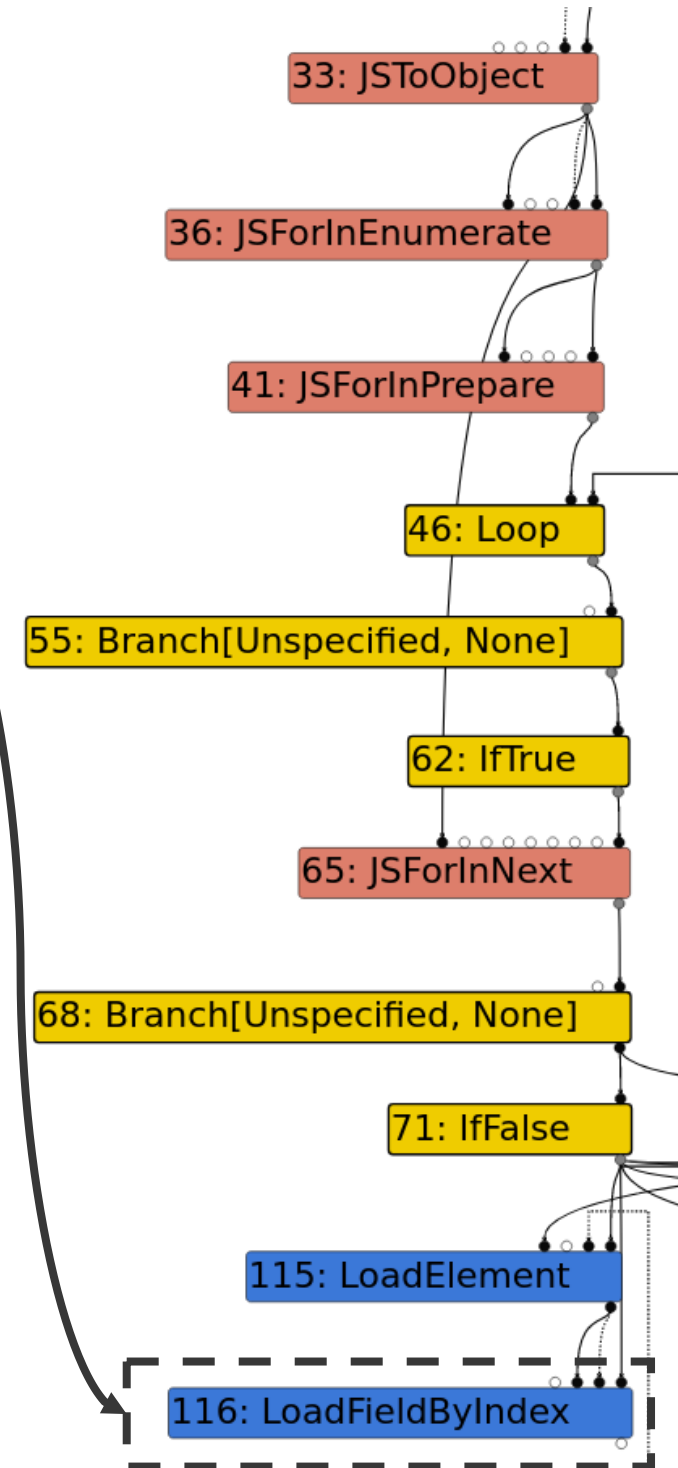 33: JSToObject
36: JSForInEnumerate
41: JSForInPrepare
46: Loop
55: Branch[Unspecified, None]
62: IfTrue
65: JSForInNext
68: Branch[Unspecified, None]
71: IfFalse
115: LoadElement
116: LoadFieldByIndex